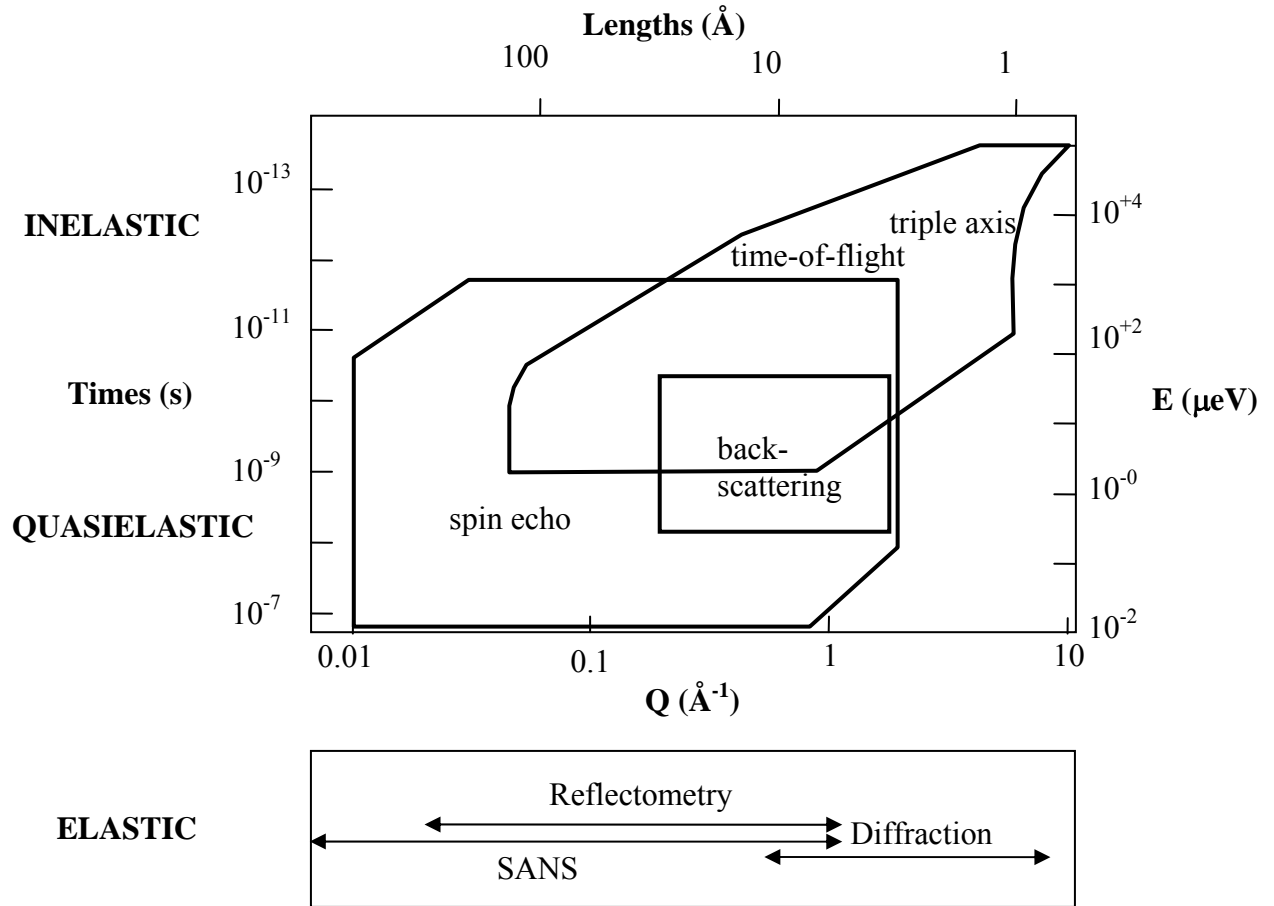 Lengths (Å)
100 10 1
10⁻¹³
INELASTIC
triple axis
10⁺⁴
time-of-flight
10⁻¹¹
10⁺²
Times (s)
E (μeV)
back-
scattering
10⁻⁹
10⁻⁰
spin echo
QUASIELASTIC
10⁻⁷
10⁻²
0.01 0.1 1 10
Q (Å⁻¹)
Reflectometry
ELASTIC
Diffraction
SANS